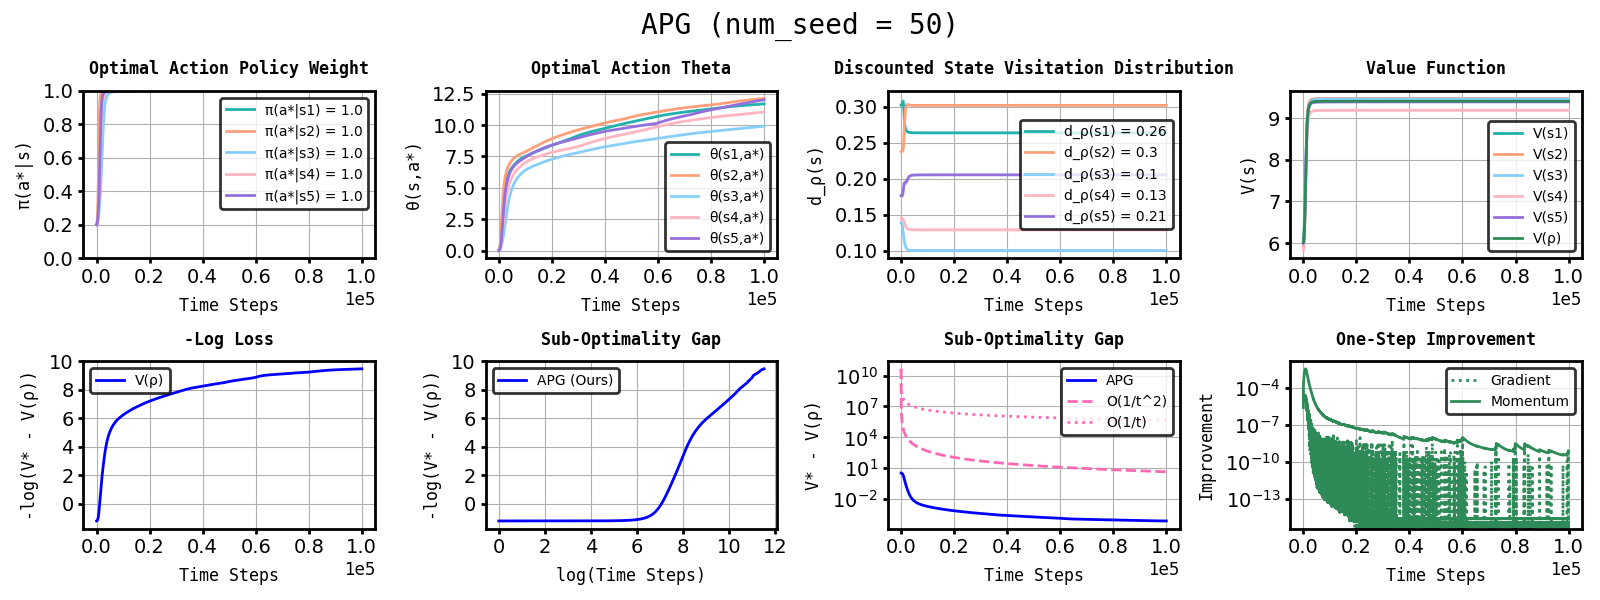 APG (num_seed = 50)
Optimal Action Policy Weight
π(a*|s)
1.0
0.8
0.6
0.4
0.2
0.0
π(a*|s1) = 1.0
π(a*|s2) = 1.0
π(a*|s3) = 1.0
π(a*|s4) = 1.0
π(a*|s5) = 1.0
0.0 0.2 0.4 0.6 0.8 1.0
1e5
Time Steps
Optimal Action Theta
θ(s,a*)
12.5
10.0
7.5
5.0
2.5
0.0
θ(s1,a*)
θ(s2,a*)
θ(s3,a*)
θ(s4,a*)
θ(s5,a*)
0.0 0.2 0.4 0.6 0.8 1.0
1e5
Time Steps
Discounted State Visitation Distribution
d_ρ(s)
0.30
0.25
0.20
0.15
0.10
d_ρ(s1) = 0.26
d_ρ(s2) = 0.3
d_ρ(s3) = 0.1
d_ρ(s4) = 0.13
d_ρ(s5) = 0.21
0.0 0.2 0.4 0.6 0.8 1.0
1e5
Time Steps
Value Function
V(s)
9
8
7
6
V(s1)
V(s2)
V(s3)
V(s4)
V(s5)
V(ρ)
0.0 0.2 0.4 0.6 0.8 1.0
1e5
Time Steps
-Log Loss
-log(V* - V(ρ))
10
8
6
4
2
0
V(ρ)
0.0 0.2 0.4 0.6 0.8 1.0
1e5
Time Steps
Sub-Optimality Gap
-log(V* - V(ρ))
10
8
6
4
2
0
APG (Ours)
0 2 4 6 8 10 12
log(Time Steps)
Sub-Optimality Gap
V* - V(ρ)
10^10
10^7
10^4
10^1
10^−2
APG
O(1/t^2)
O(1/t)
0.0 0.2 0.4 0.6 0.8 1.0
1e5
Time Steps
One-Step Improvement
Improvement
10^−4
10^−7
10^−10
10^−13
Gradient
Momentum
0.0 0.2 0.4 0.6 0.8 1.0
1e5
Time Steps